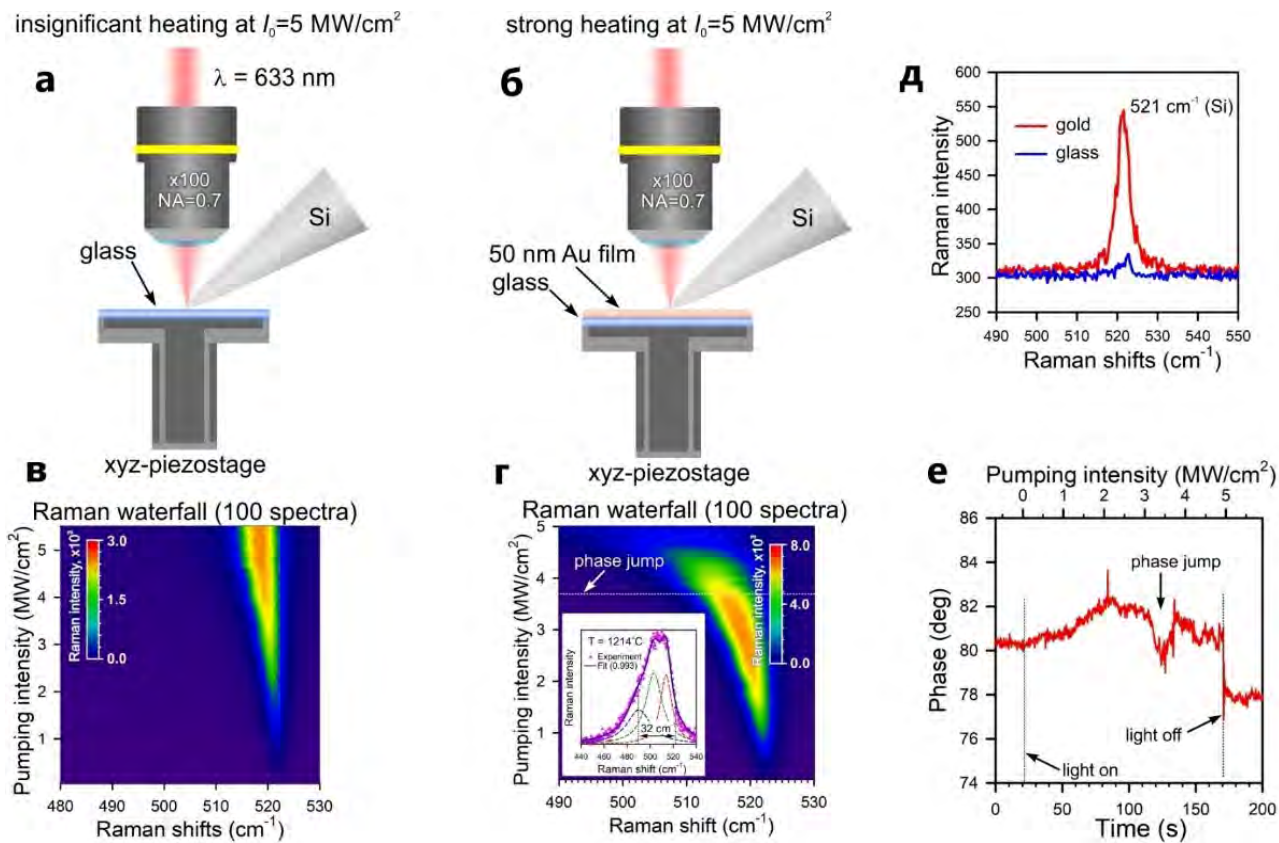 insignificant heating at I₀=5 MW/cm²
а
λ = 633 nm
x100
NA=0.7
Si
glass
xyz-piezostage
strong heating at I₀=5 MW/cm²
б
x100
NA=0.7
Si
50 nm Au film
glass
xyz-piezostage
д
600
550
500
450
400
350
300
250
Raman intensity
521 cm⁻¹ (Si)
gold
glass
490 500 510 520 530 540 550
Raman shifts (cm⁻¹)
в
Raman waterfall (100 spectra)
Pumping intensity (MW/cm²)
5
4
3
2
1
Raman intensity, x10³
3.0
1.5
0.0
480 490 500 510 520 530
Raman shifts (cm⁻¹)
г
Raman waterfall (100 spectra)
Pumping intensity (MW/cm²)
5
4
3
2
1
phase jump
Raman intensity, x10³
8.0
4.0
0.0
T = 1214°C
Experiment
Fit (0.993)
32 cm
Raman intensity
440 460 480 500 520 540
Raman shift (cm⁻¹)
490 500 510 520 530
Raman shift (cm⁻¹)
е
Pumping intensity (MW/cm²)
0 1 2 3 4 5
86
84
82
80
78
76
74
Phase (deg)
phase jump
light off
light on
0 50 100 150 200
Time (s)